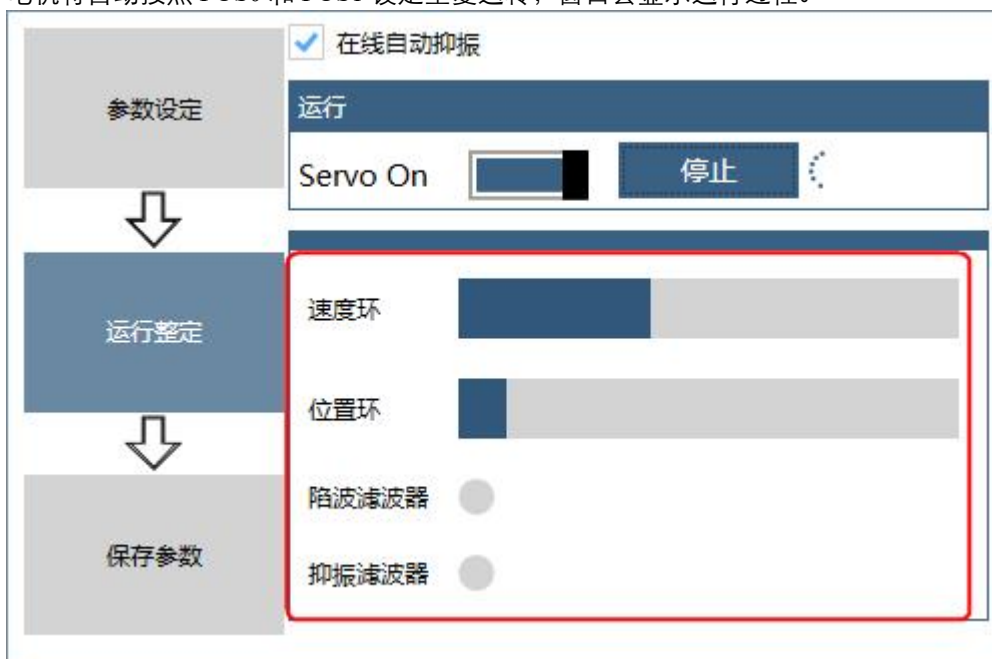 在线自动抑振
参数设定
运行
Servo On
停止
速度环
运行整定
位置环
陷波滤波器
保存参数
抑振滤波器